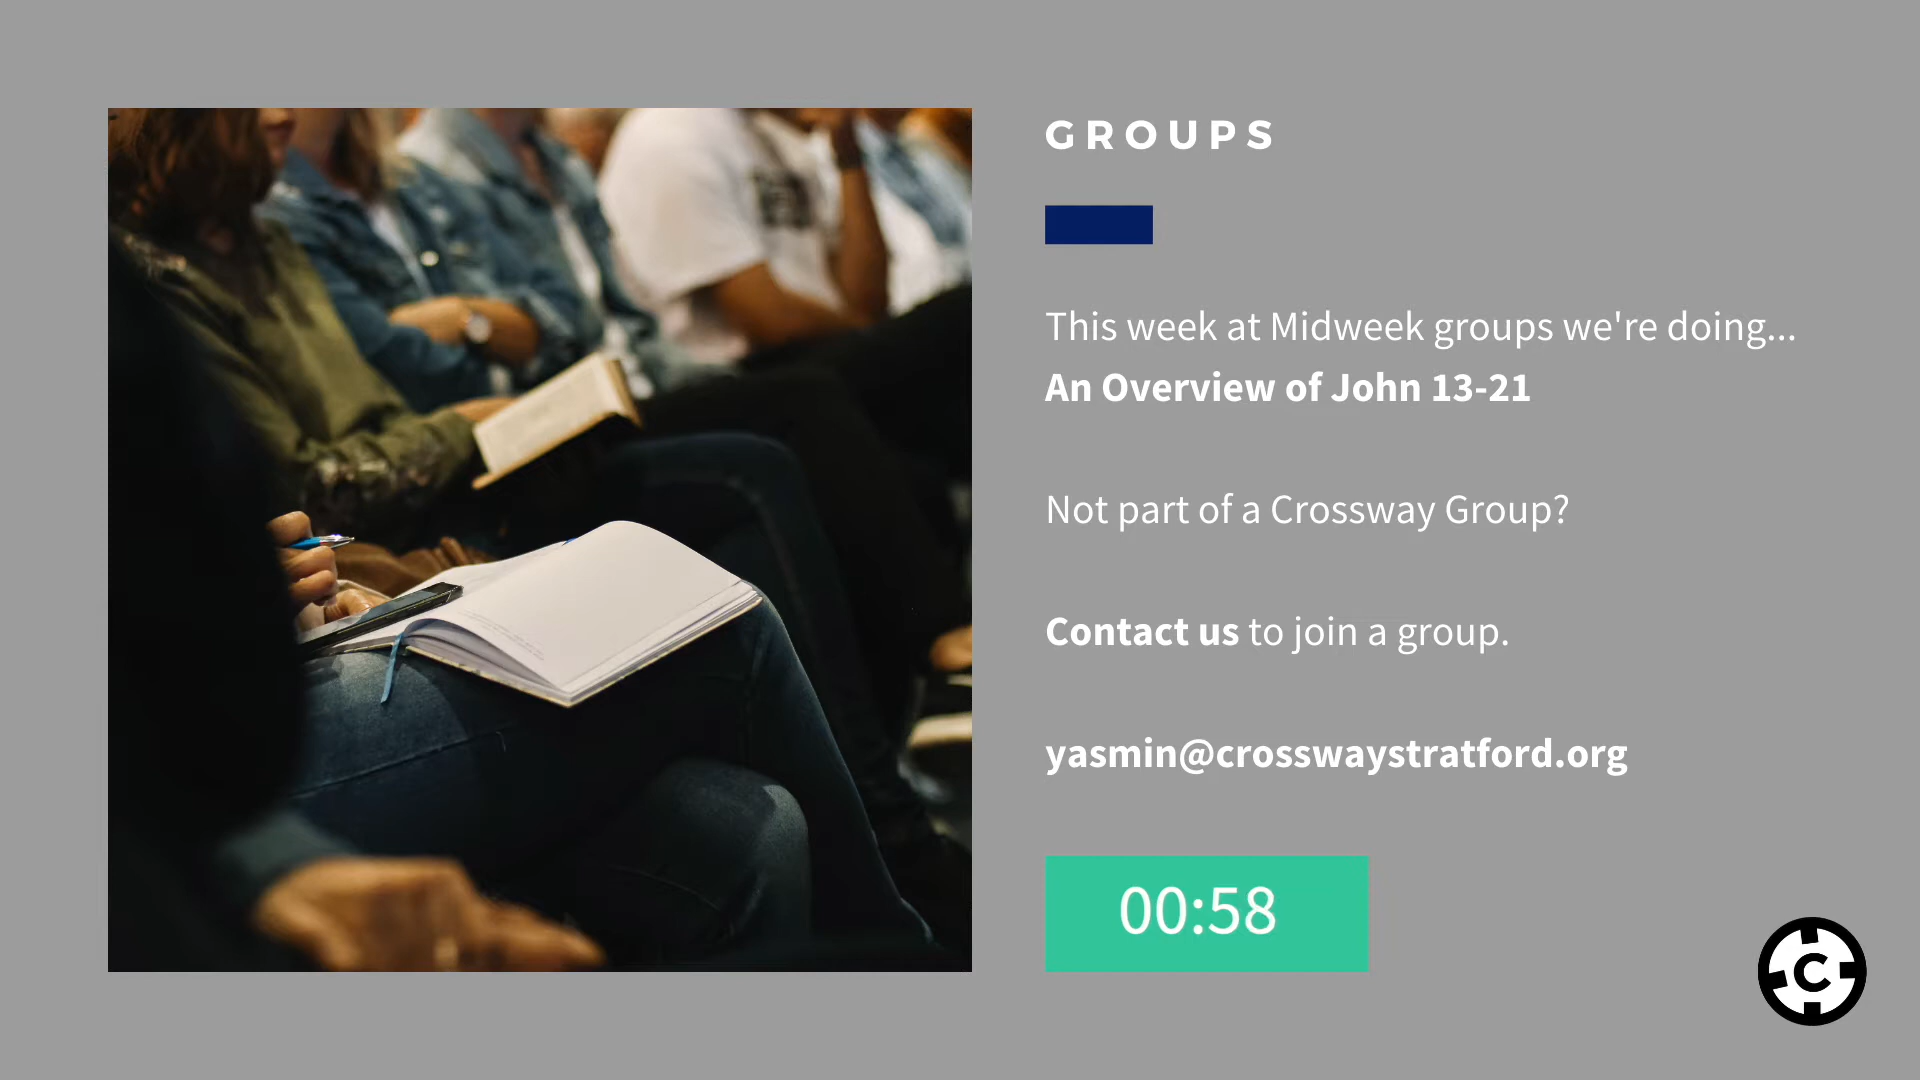 GROUPS
This week at Midweek groups we're doing...
An Overview of John 13-21
Not part of a Crossway Group?
Contact us to join a group.
yasmin@crosswaystratford.org
00:58
C